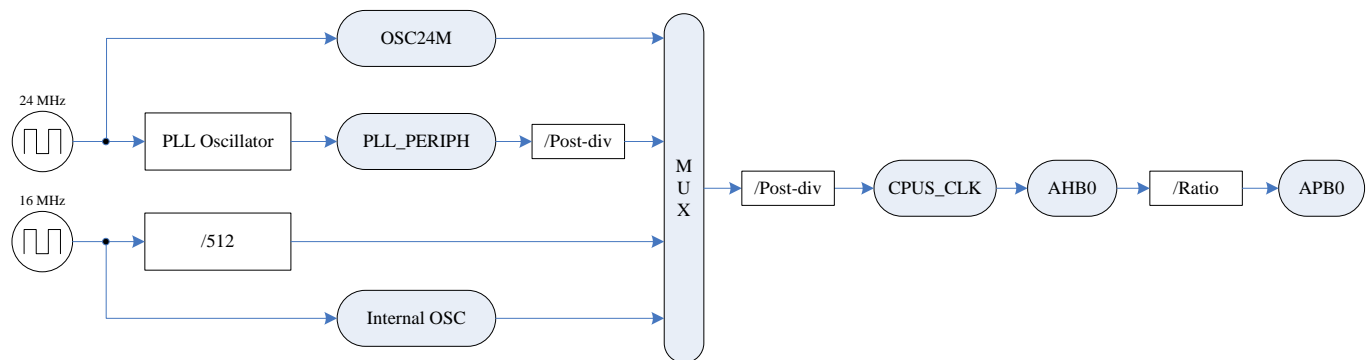 OSC24M
24 MHz
PLL Oscillator
PLL_PERIPH
/Post-div
M
U
X
/Post-div
CPUS_CLK
AHB0
/Ratio
APB0
16 MHz
/512
Internal OSC